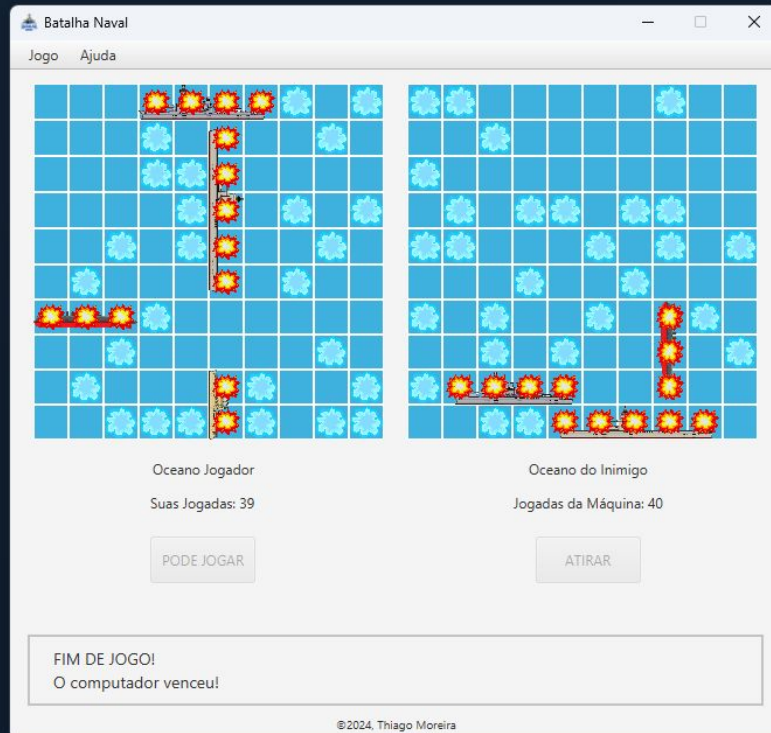 Batalha Naval
Jogo Ajuda
Oceano Jogador
Oceano do Inimigo
Suas Jogadas: 39
Jogadas da Máquina: 40
PODE JOGAR
ATIRAR
FIM DE JOGO!
O computador venceu!
©2024, Thiago Moreira